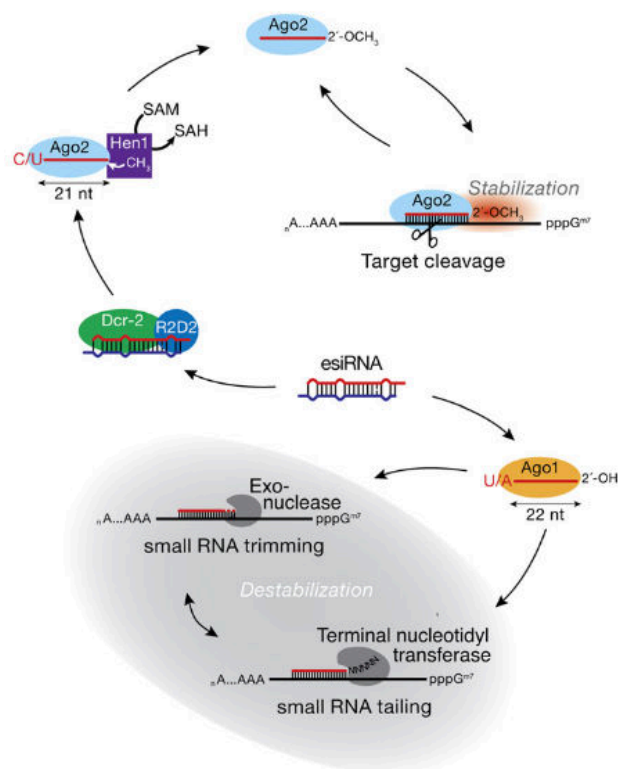 Ago2
2´-OCH3
SAM
Hen1
SAH
Ago2
C/U
CH3
21 nt
Stabilization
Ago2
2´-OCH3
nA...AAA
pppGm7
Target cleavage
Dcr-2
R2D2
esiRNA
Ago1
U/A
2´-OH
22 nt
Exo-
nuclease
nA...AAA
pppGm7
small RNA trimming
Destabilization
Terminal nucleotidyl
transferase
NNNNN
nA...AAA
pppGm7
small RNA tailing